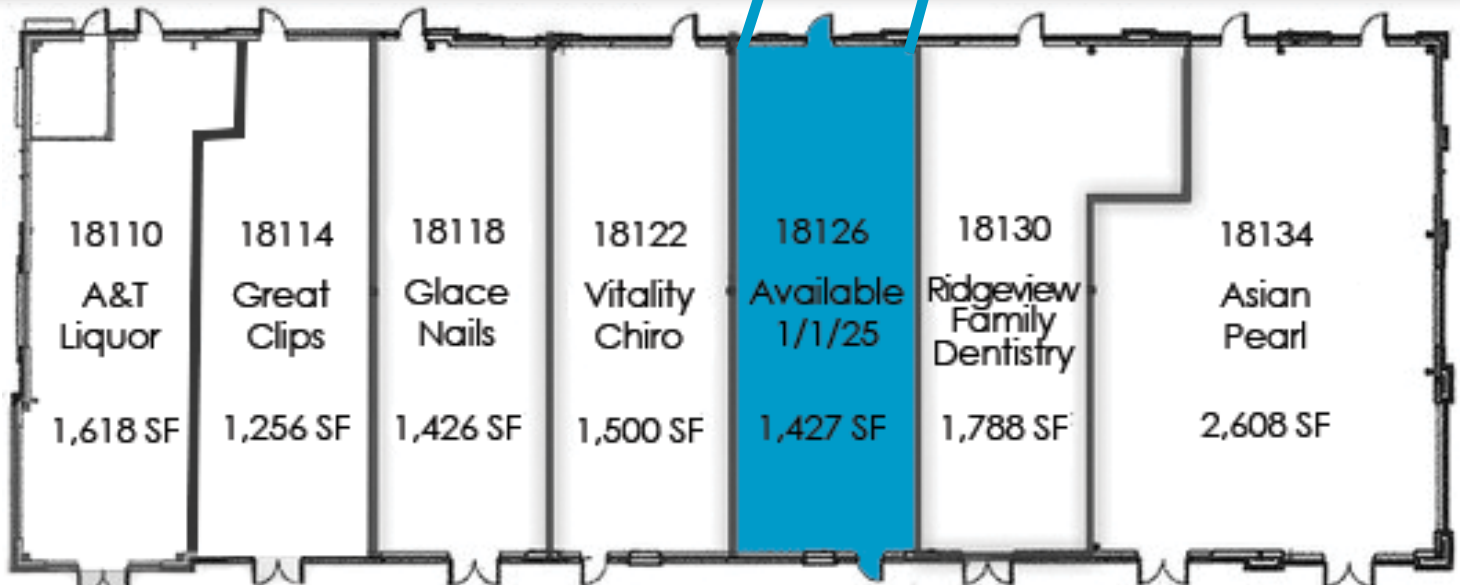 18110
A&T
Liquor
1,618 SF
18114
Great
Clips
1,256 SF
18118
Glace
Nails
1,426 SF
18122
Vitality
Chiro
1,500 SF
18126
Available
1/1/25
1,427 SF
18130
Ridgeview
Family
Dentistry
1,788 SF
18134
Asian
Pearl
2,608 SF